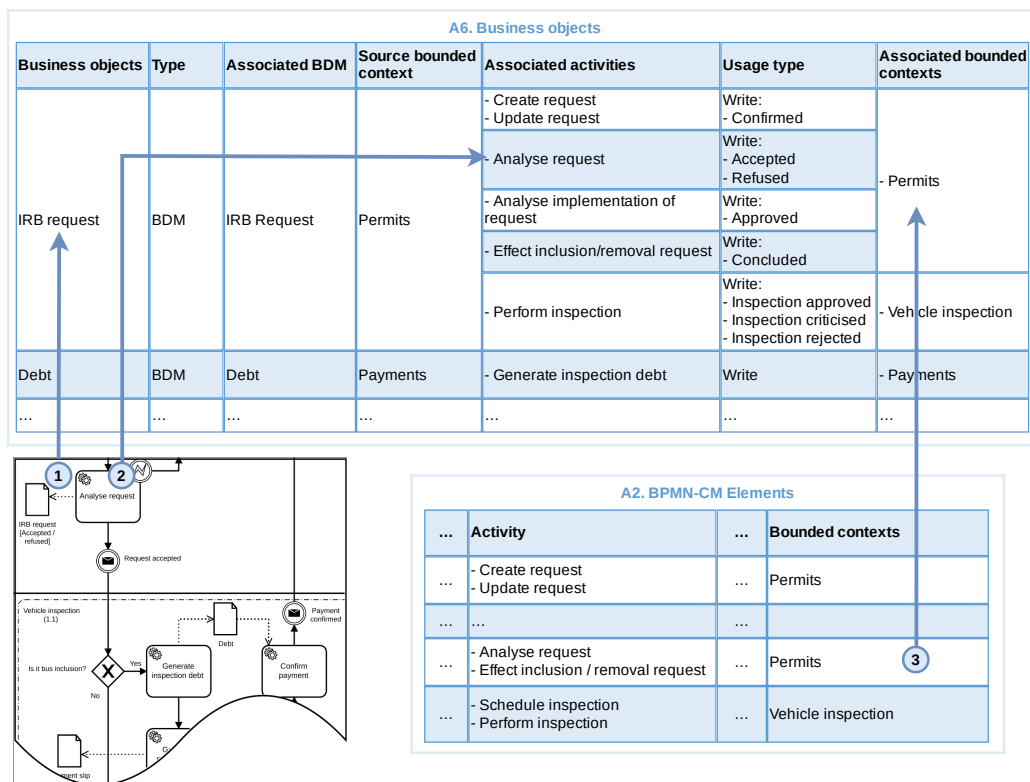 A6. Business objects
Business objects
Type
Associated BDM
Source bounded
context
Associated activities
Usage type
Associated bounded
contexts
IRB request
BDM
IRB Request
Permits
- Create request
- Update request
Write:
- Confirmed
- Permits
- Analyse request
Write:
- Accepted
- Refused
- Analyse implementation of
request
Write:
- Approved
- Effect inclusion/removal request
Write:
- Concluded
- Perform inspection
Write:
- Inspection approved
- Inspection criticised
- Inspection rejected
- Vehicle inspection
Debt
BDM
Debt
Payments
- Generate inspection debt
Write
- Payments
...
...
...
...
...
...
...
1
2
Analyse request
IRB request
[Accepted /
refused]
Request accepted
Vehicle inspection
(1.1)
Payment
confirmed
Debt
Is it bus inclusion?
X
Yes
No
Generate
inspection debt
Confirm
payment
ment slip
A2. BPMN-CM Elements
...
Activity
...
Bounded contexts
...
- Create request
- Update request
...
Permits
...
...
...
...
- Analyse request
- Effect inclusion / removal request
...
Permits
3
...
- Schedule inspection
- Perform inspection
...
Vehicle inspection